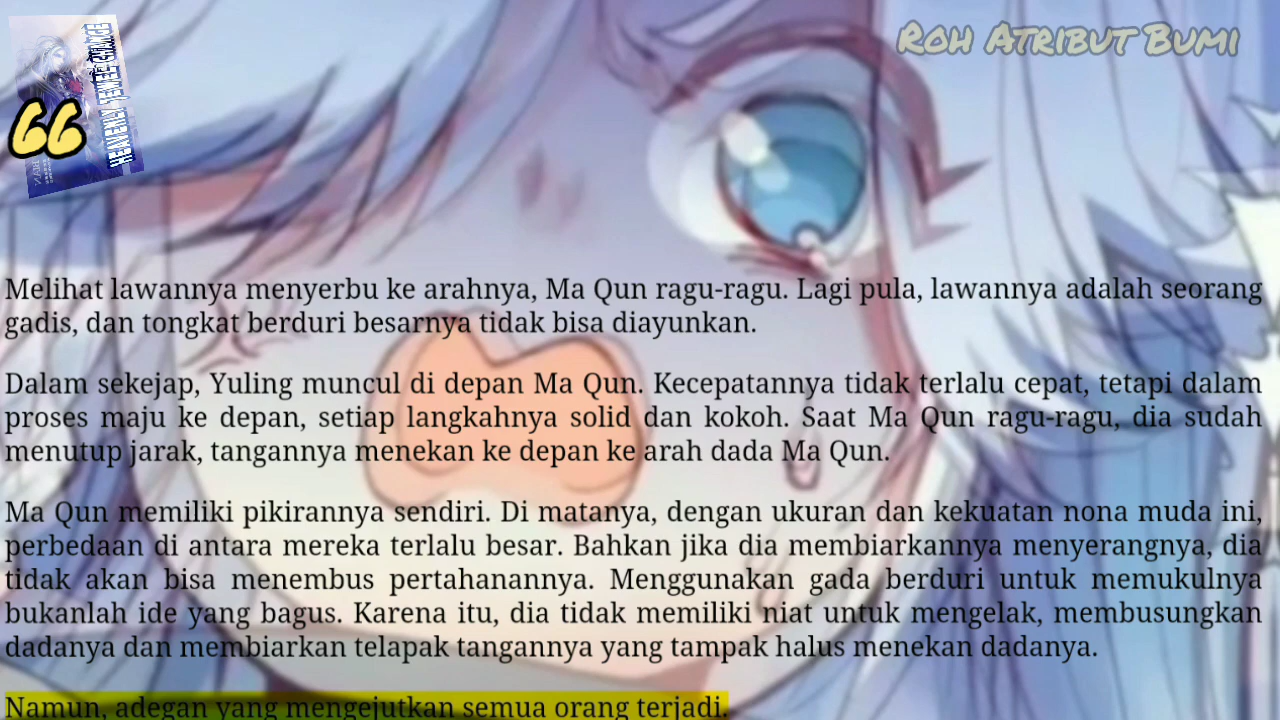 Roh Atribut Bumi
66
HEAVENLY JEWEL CHANGE
Melihat lawannya menyerbu ke arahnya, Ma Qun ragu-ragu. Lagi pula, lawannya adalah seorang
gadis, dan tongkat berduri besarnya tidak bisa diayunkan.
Dalam sekejap, Yuling muncul di depan Ma Qun. Kecepatannya tidak terlalu cepat, tetapi dalam
proses maju ke depan, setiap langkahnya solid dan kokoh. Saat Ma Qun ragu-ragu, dia sudah
menutup jarak, tangannya menekan ke depan ke arah dada Ma Qun.
Ma Qun memiliki pikirannya sendiri. Di matanya, dengan ukuran dan kekuatan nona muda ini,
perbedaan di antara mereka terlalu besar. Bahkan jika dia membiarkannya menyerangnya, dia
tidak akan bisa menembus pertahanannya. Menggunakan gada berduri untuk memukulnya
bukanlah ide yang bagus. Karena itu, dia tidak memiliki niat untuk mengelak, membusungkan
dadanya dan membiarkan telapak tangannya yang tampak halus menekan dadanya.
Namun, adegan yang mengejutkan semua orang terjadi.